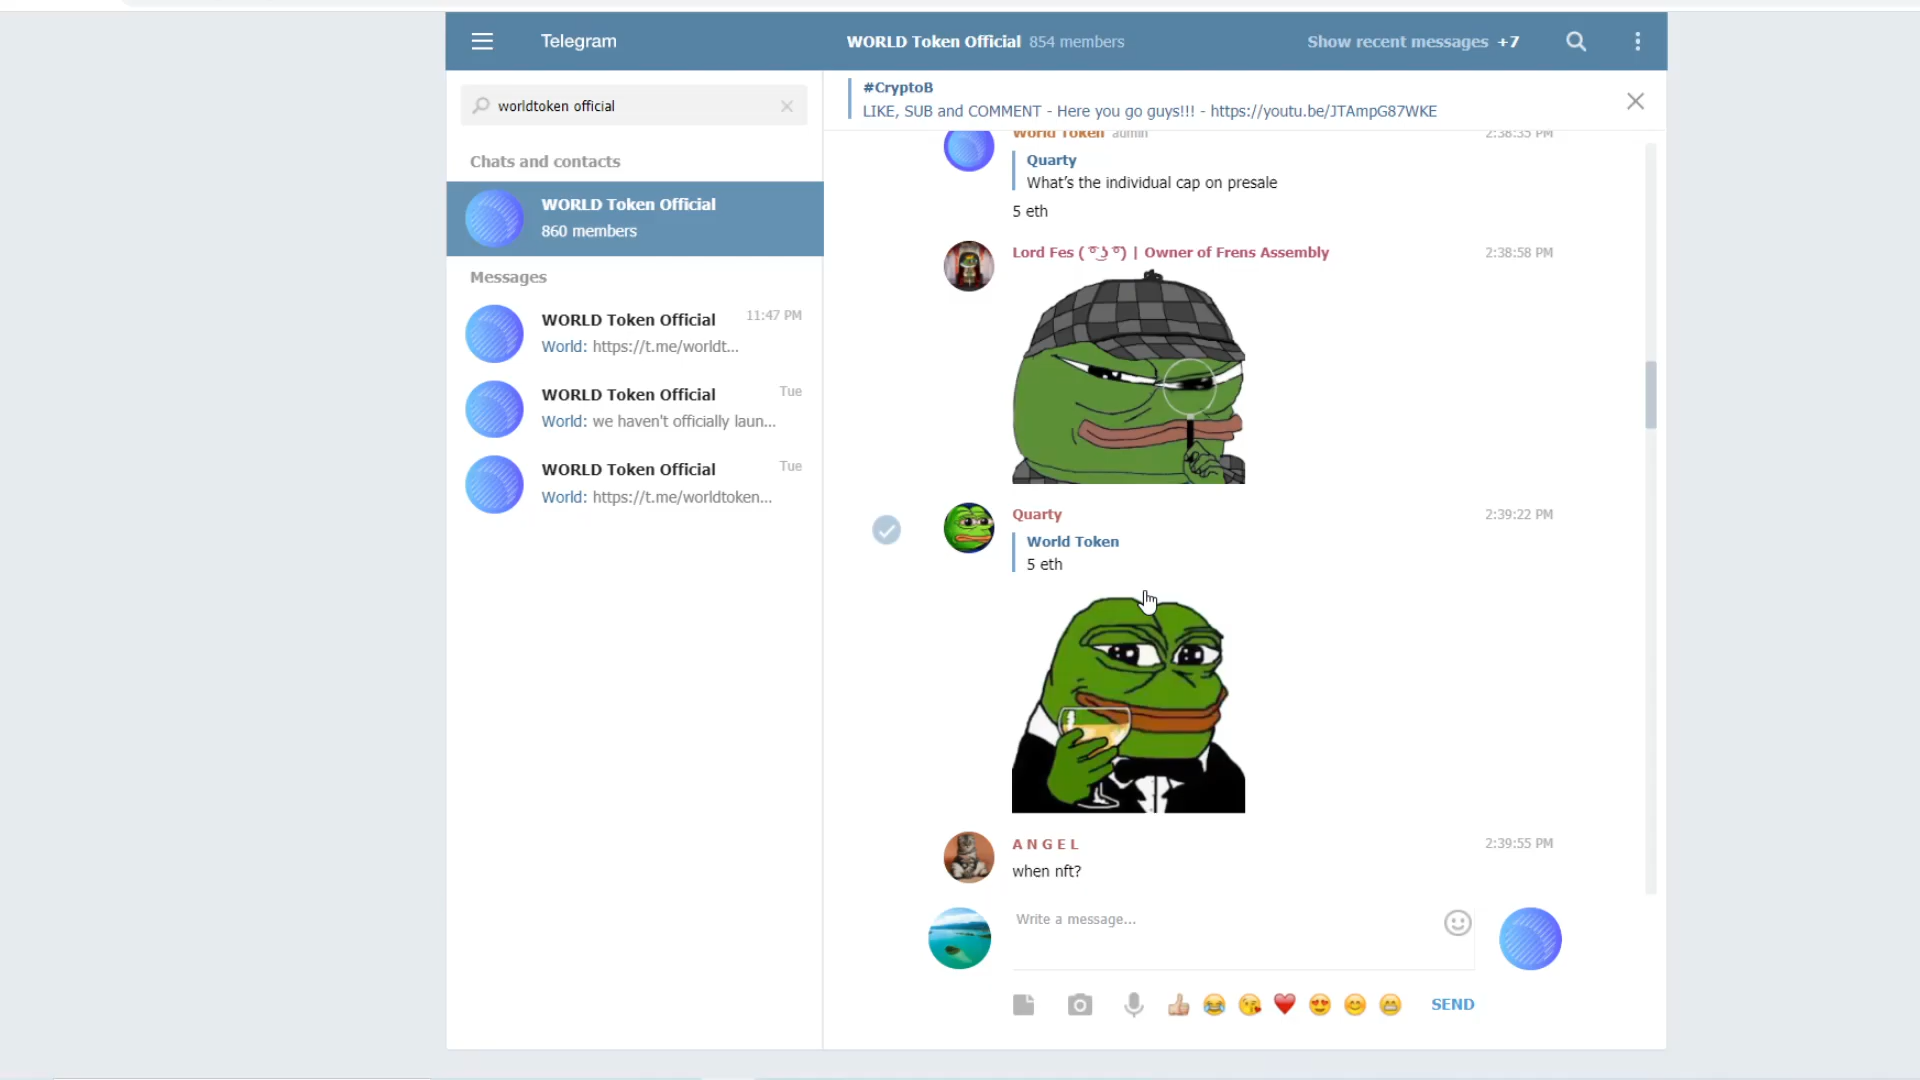 Telegram
WORLD Token Official 854 members
Show recent messages +7
worldtoken official
Chats and contacts
WORLD Token Official
860 members
Messages
WORLD Token Official 11:47 PM
World: https://t.me/worldt...
WORLD Token Official Tue
World: we haven't officially laun...
WORLD Token Official Tue
World: https://t.me/worldtoken...
#CryptoB
LIKE, SUB and COMMENT - Here you go guys!!! - https://youtu.be/JTAmpG87WKE
World Token admin 2:38:35 PM
Quarty
What's the individual cap on presale
5 eth
Lord Fes ( ͡° ͜ʖ ͡°) | Owner of Frens Assembly 2:38:58 PM
Quarty 2:39:22 PM
World Token
5 eth
A N G E L 2:39:55 PM
when nft?
Write a message...
SEND